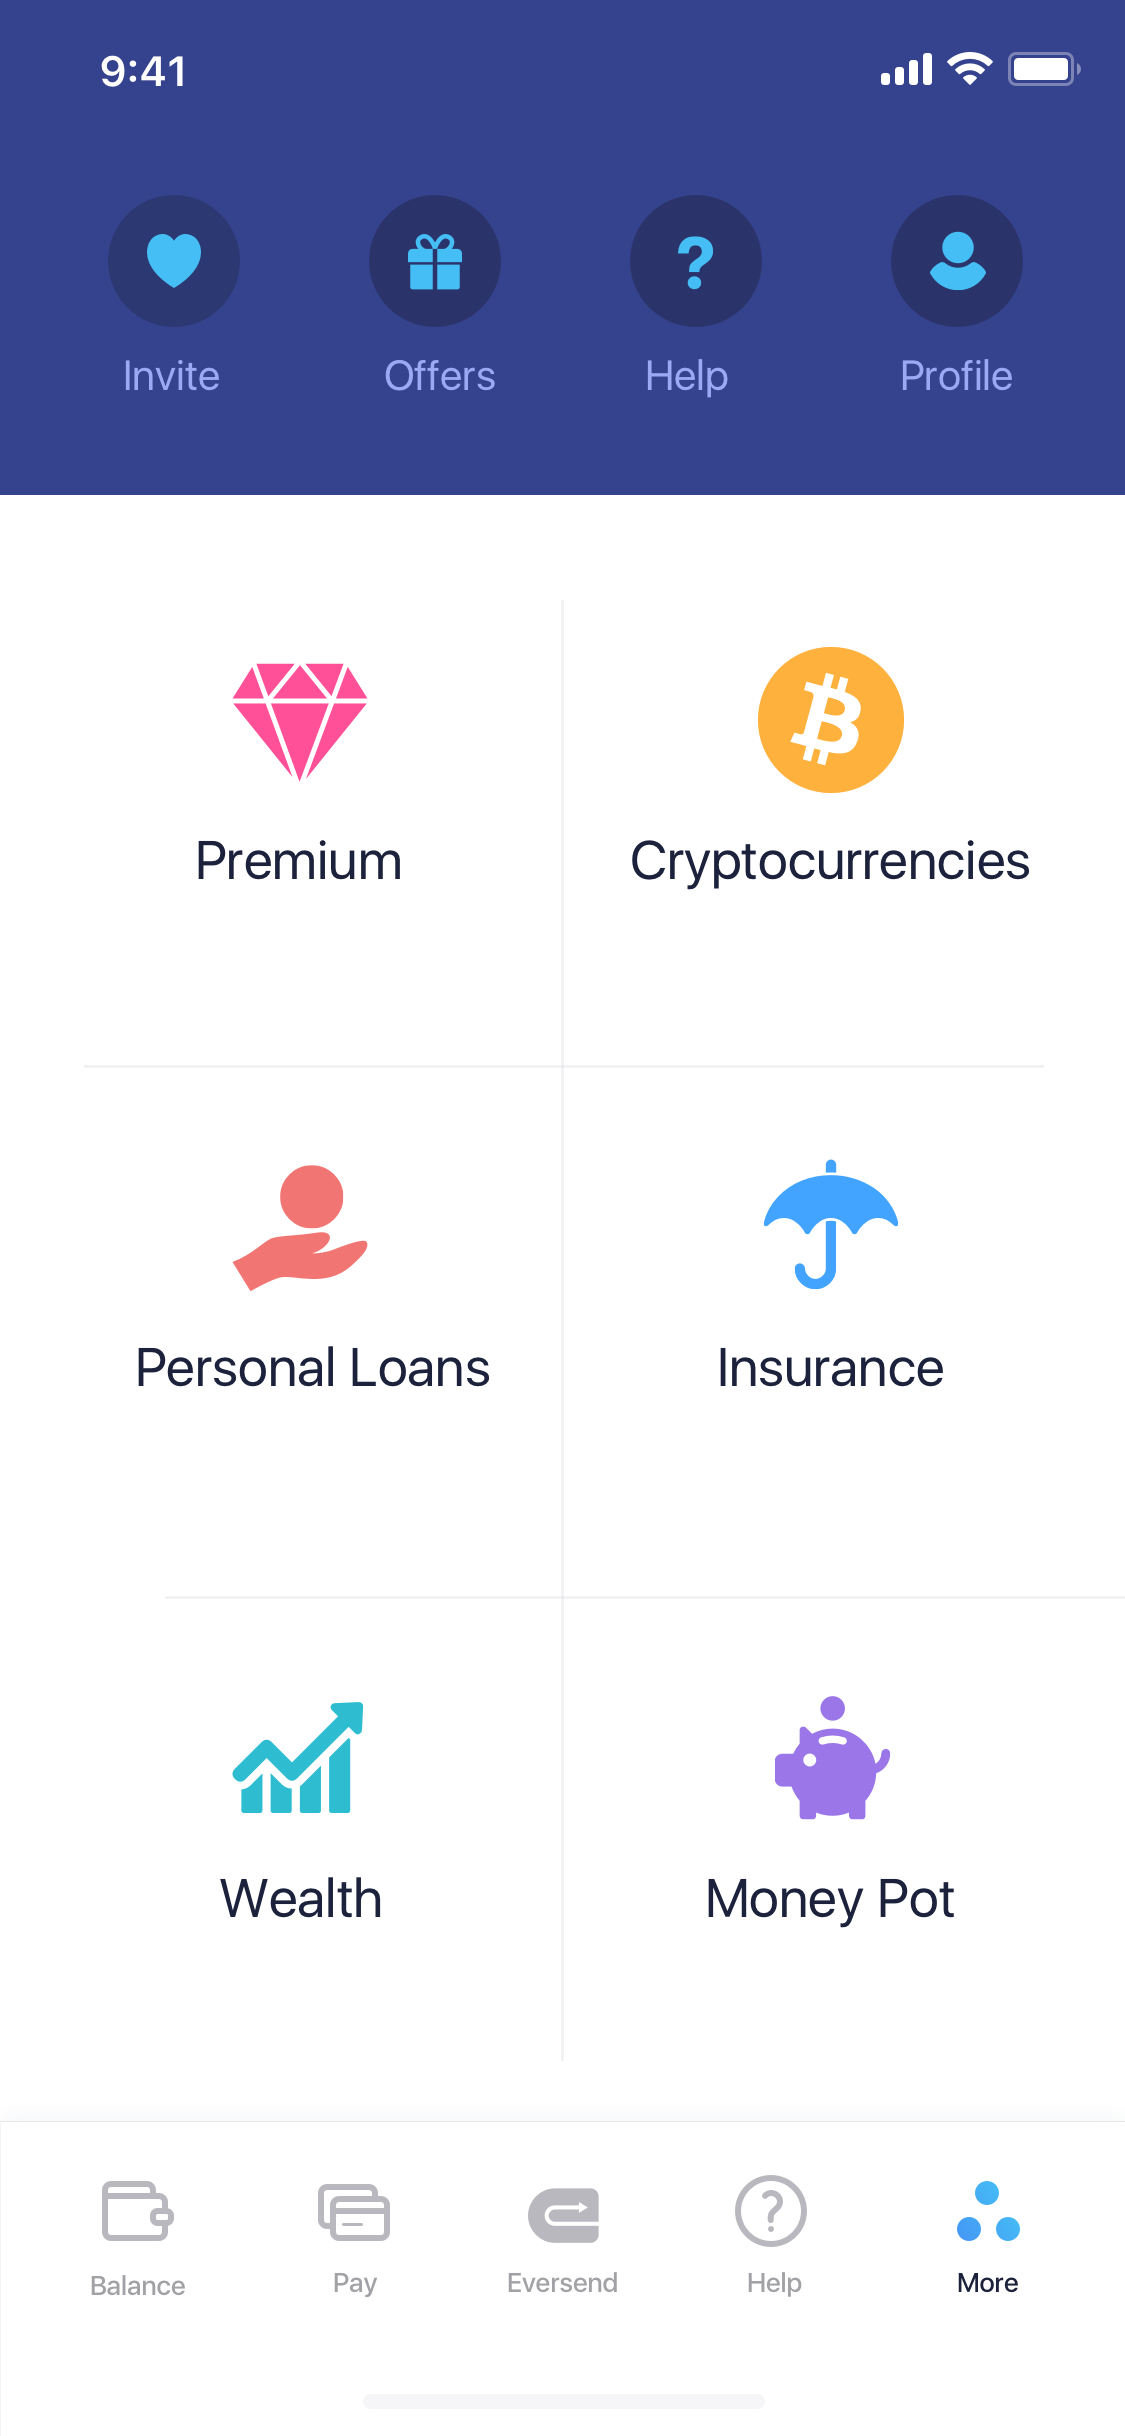 9:41
Invite Offers Help Profile
Premium Cryptocurrencies
Personal Loans Insurance
Wealth Money Pot
Balance Pay Eversend Help More